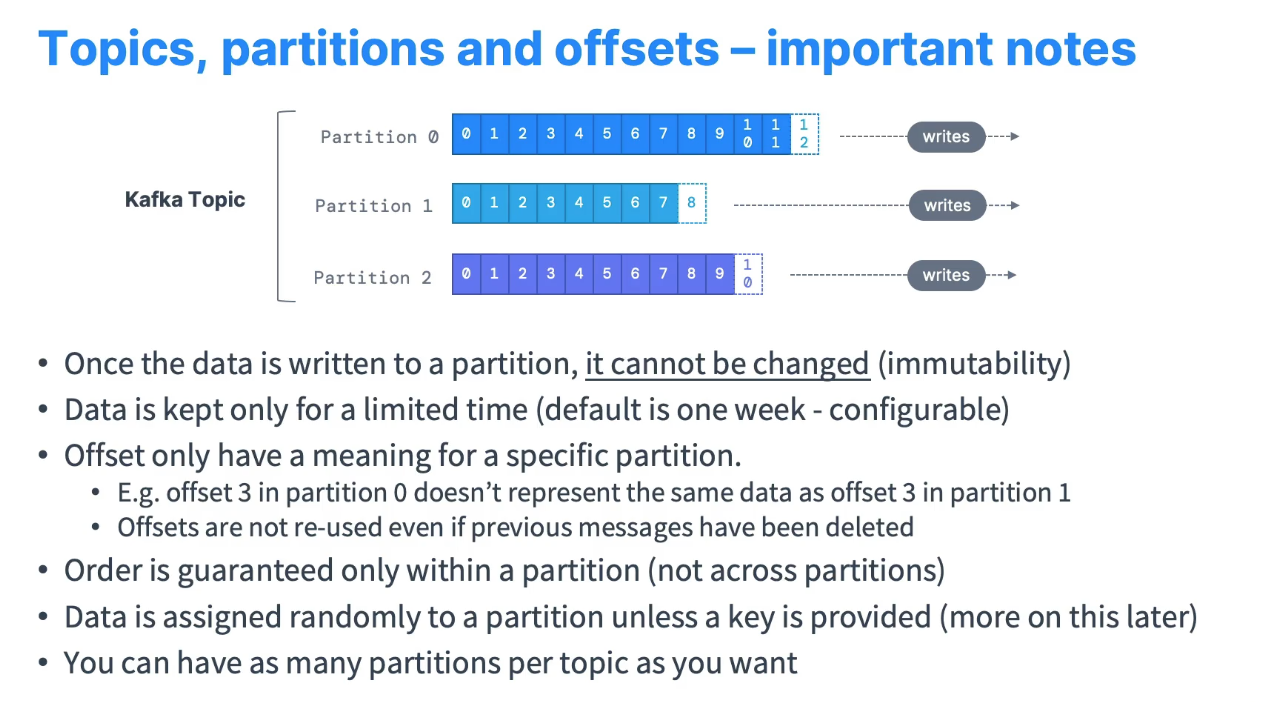 Topics, partitions and offsets – important notes
Kafka Topic
Partition 0 0 1 2 3 4 5 6 7 8 9 10 11 12 writes
Partition 1 0 1 2 3 4 5 6 7 8 writes
Partition 2 0 1 2 3 4 5 6 7 8 9 10 writes
• Once the data is written to a partition, it cannot be changed (immutability)
• Data is kept only for a limited time (default is one week - configurable)
• Offset only have a meaning for a specific partition.
• E.g. offset 3 in partition 0 doesn’t represent the same data as offset 3 in partition 1
• Offsets are not re-used even if previous messages have been deleted
• Order is guaranteed only within a partition (not across partitions)
• Data is assigned randomly to a partition unless a key is provided (more on this later)
• You can have as many partitions per topic as you want